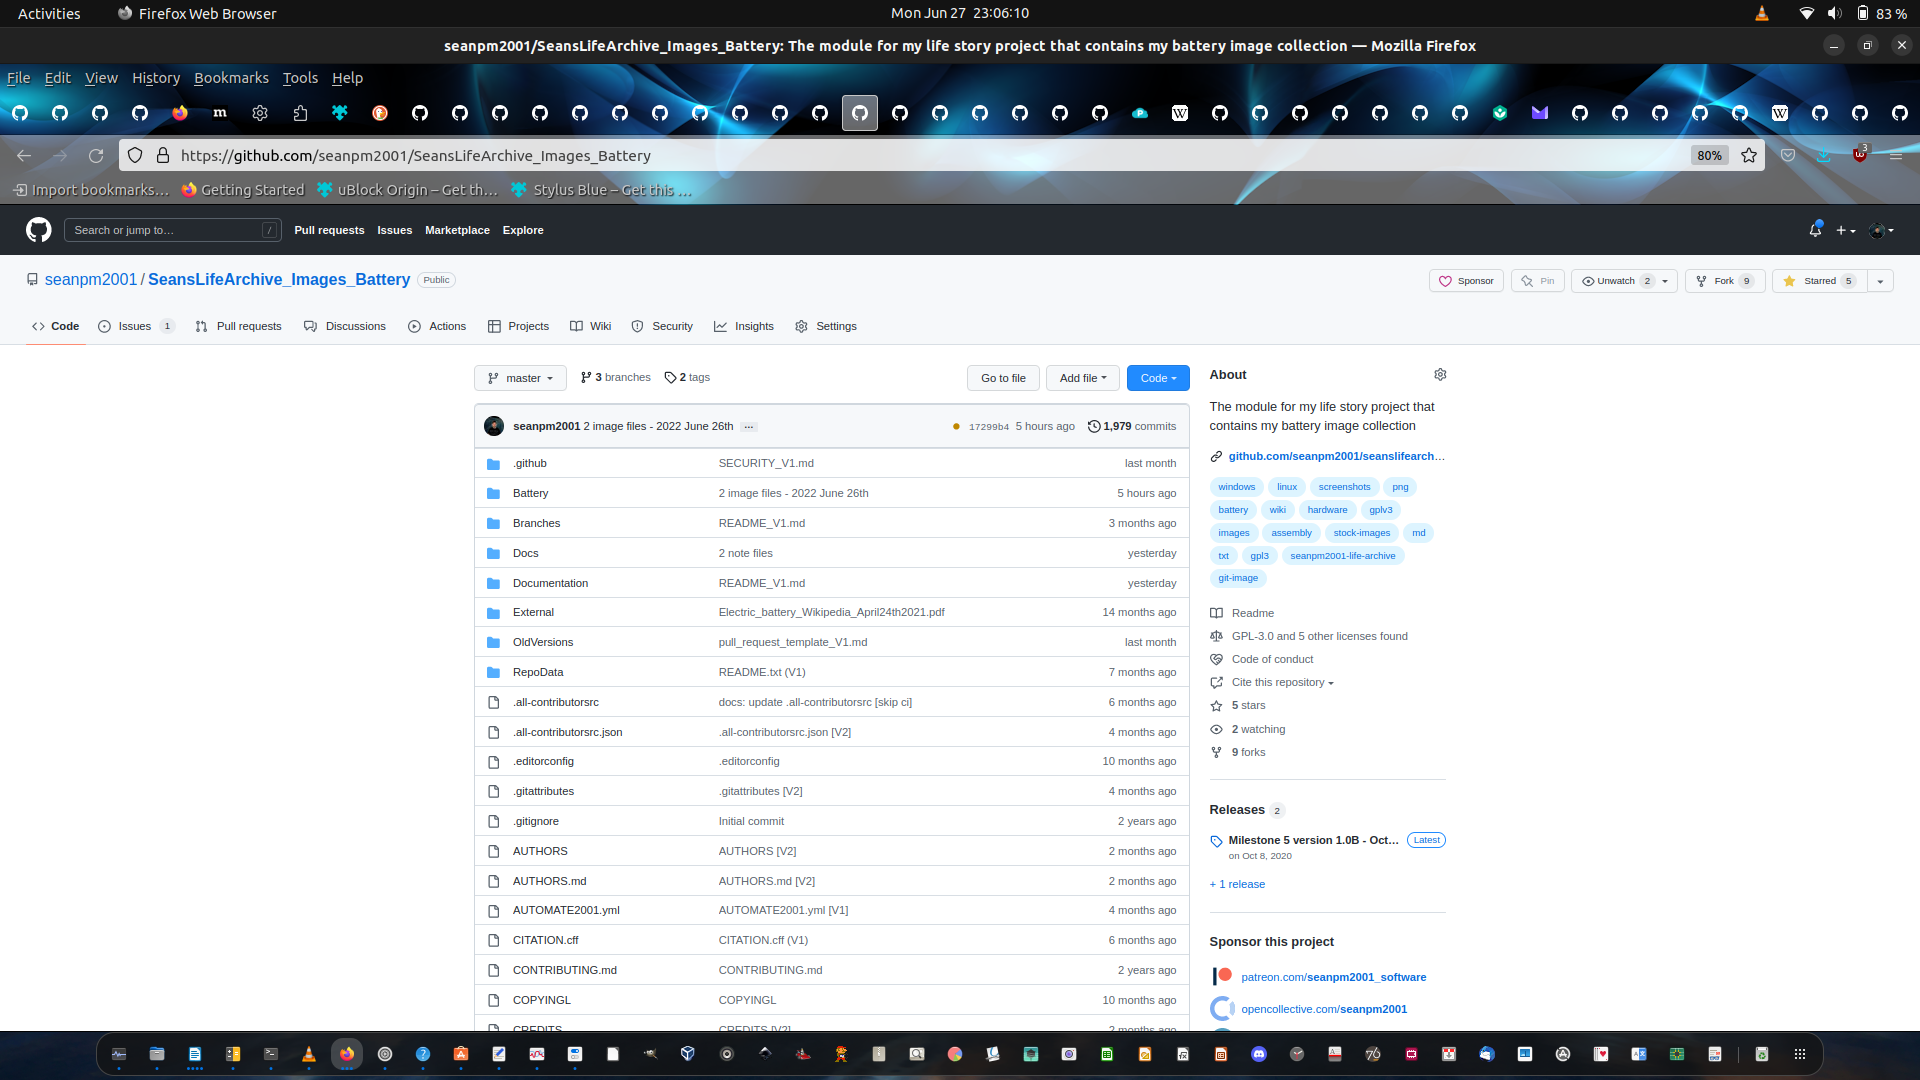 Activities Firefox Web Browser Mon Jun 27 23:06:10 83 %
seanpm2001/SeansLifeArchive_Images_Battery: The module for my life story project that contains my battery image collection — Mozilla Firefox
File Edit View History Bookmarks Tools Help
https://github.com/seanpm2001/SeansLifeArchive_Images_Battery 80% 3
Import bookmarks… Getting Started uBlock Origin – Get th… Stylus Blue – Get this …
Search or jump to… / Pull requests Issues Marketplace Explore
seanpm2001 / SeansLifeArchive_Images_Battery Public Sponsor Pin Unwatch 2 Fork 9 Starred 5
Code Issues 1 Pull requests Discussions Actions Projects Wiki Security Insights Settings
master 3 branches 2 tags Go to file Add file Code
seanpm2001 2 image files - 2022 June 26th … 17299b4 5 hours ago 1,979 commits
.github SECURITY_V1.md last month
Battery 2 image files - 2022 June 26th 5 hours ago
Branches README_V1.md 3 months ago
Docs 2 note files yesterday
Documentation README_V1.md yesterday
External Electric_battery_Wikipedia_April24th2021.pdf 14 months ago
OldVersions pull_request_template_V1.md last month
RepoData README.txt (V1) 7 months ago
.all-contributorsrc docs: update .all-contributorsrc [skip ci] 6 months ago
.all-contributorsrc.json .all-contributorsrc.json [V2] 4 months ago
.editorconfig .editorconfig 10 months ago
.gitattributes .gitattributes [V2] 4 months ago
.gitignore Initial commit 2 years ago
AUTHORS AUTHORS [V2] 2 months ago
AUTHORS.md AUTHORS.md [V2] 2 months ago
AUTOMATE2001.yml AUTOMATE2001.yml [V1] 4 months ago
CITATION.cff CITATION.cff (V1) 6 months ago
CONTRIBUTING.md CONTRIBUTING.md 2 years ago
COPYINGL COPYINGL 10 months ago
CREDITS CREDITS [V2] 2 months ago
About
The module for my life story project that
contains my battery image collection
github.com/seanpm2001/seanslifearch…
windows linux screenshots png
battery wiki hardware gplv3
images assembly stock-images md
txt gpl3 seanpm2001-life-archive
git-image
Readme
GPL-3.0 and 5 other licenses found
Code of conduct
Cite this repository
5 stars
2 watching
9 forks
Releases 2
Milestone 5 version 1.0B - Oct… Latest
on Oct 8, 2020
+ 1 release
Sponsor this project
patreon.com/seanpm2001_software
opencollective.com/seanpm2001